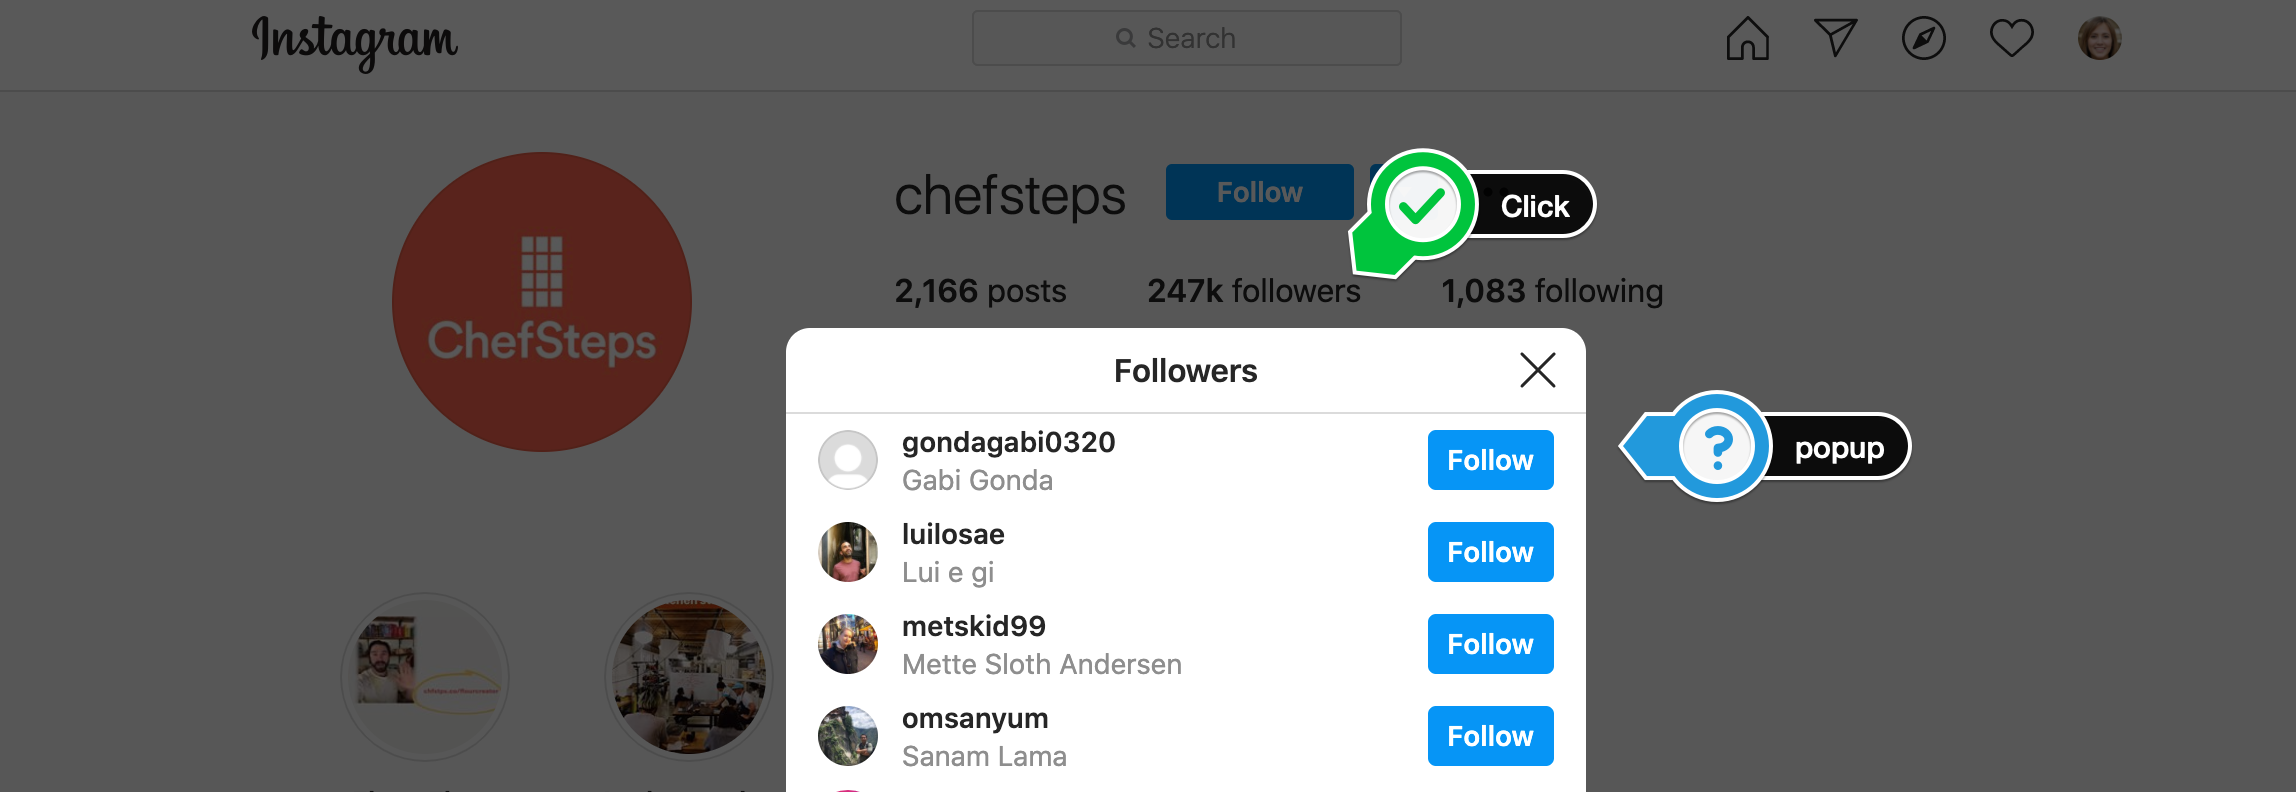 Instagram
Search
chefsteps
Follow
Click
2,166 posts
247k followers
1,083 following
ChefSteps
Followers
popup
gondagabi0320
Gabi Gonda
Follow
luilosae
Lui e gi
Follow
metskid99
Mette Sloth Andersen
Follow
omsanyum
Sanam Lama
Follow